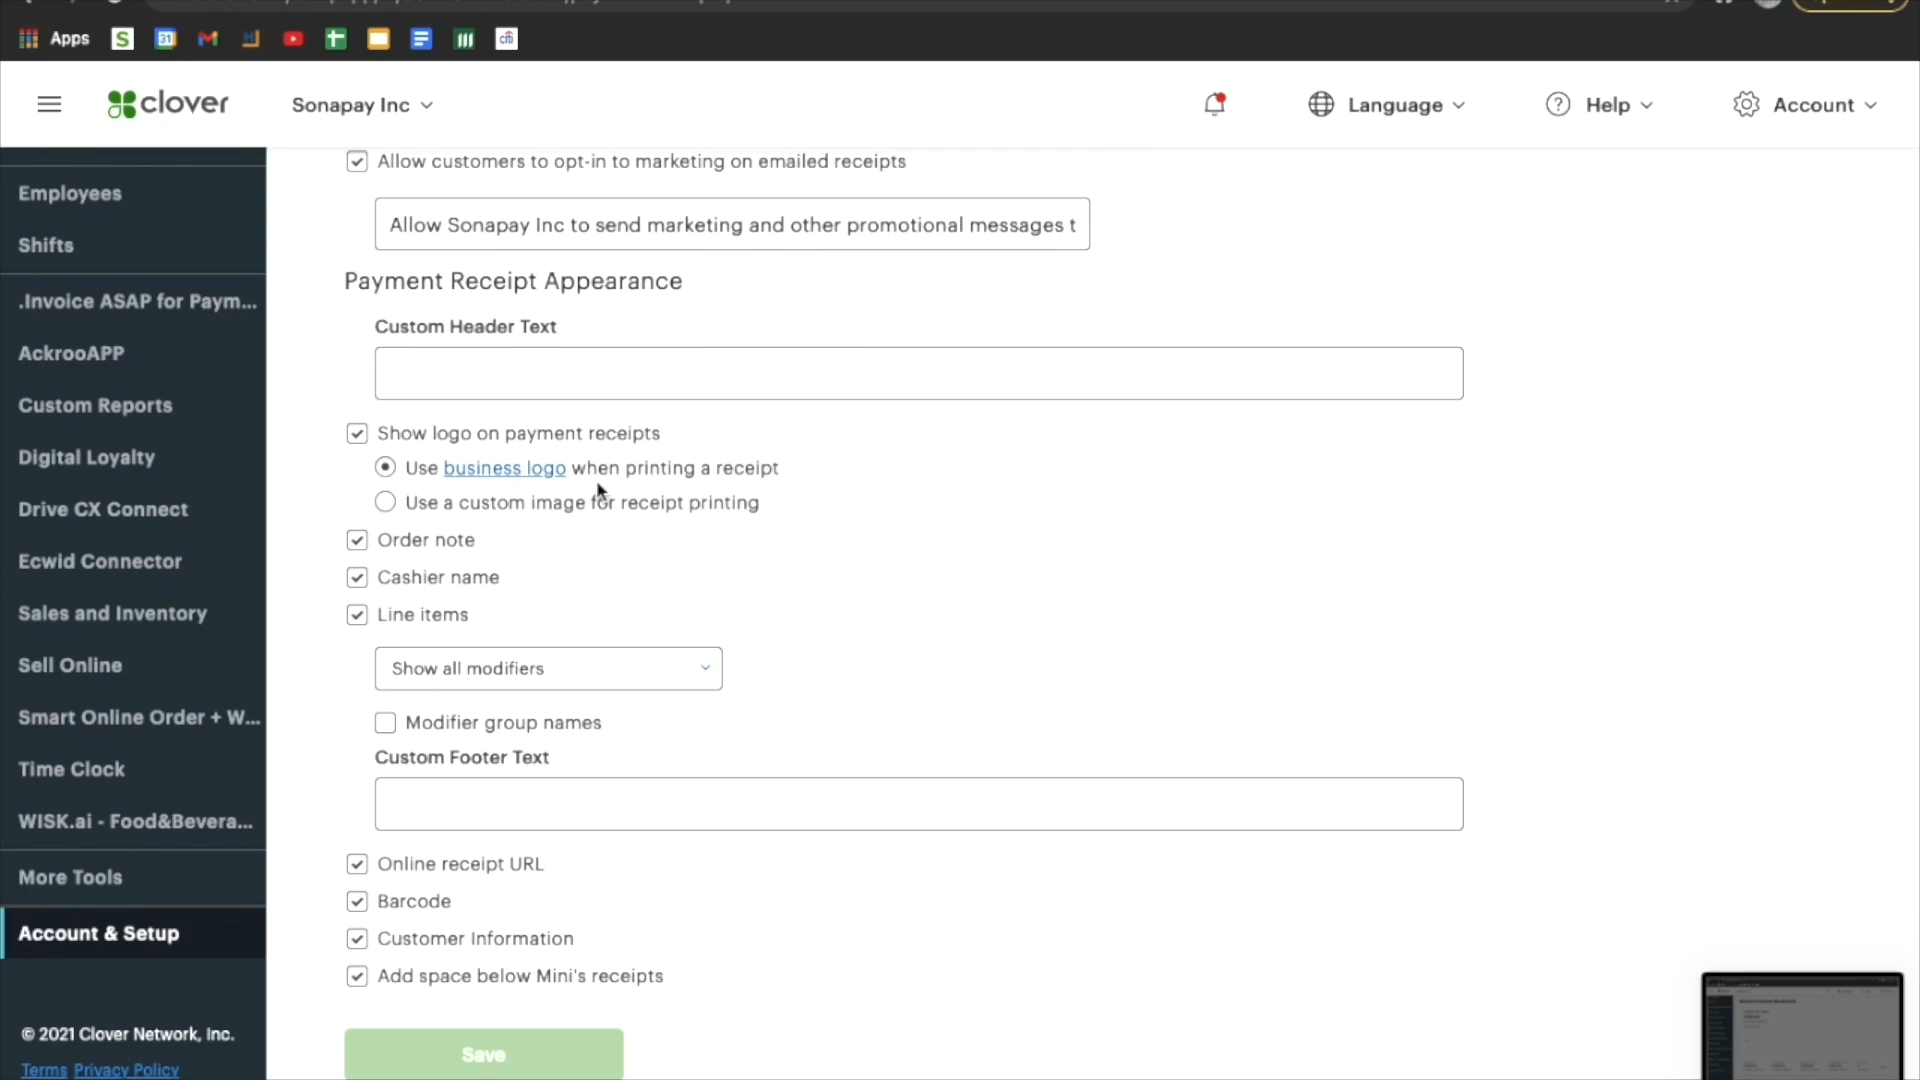 Apps
31
citi
clover
Sonapay Inc
Language
Help
Account
Employees
Shifts
.Invoice ASAP for Paym...
AckrooAPP
Custom Reports
Digital Loyalty
Drive CX Connect
Ecwid Connector
Sales and Inventory
Sell Online
Smart Online Order + W...
Time Clock
WISK.ai - Food&Bevera...
More Tools
Account & Setup
© 2021 Clover Network, Inc.
Terms Privacy Policy
Allow customers to opt-in to marketing on emailed receipts
Allow Sonapay Inc to send marketing and other promotional messages t
Payment Receipt Appearance
Custom Header Text
Show logo on payment receipts
Use business logo when printing a receipt
Use a custom image for receipt printing
Order note
Cashier name
Line items
Show all modifiers
Modifier group names
Custom Footer Text
Online receipt URL
Barcode
Customer Information
Add space below Mini's receipts
Save